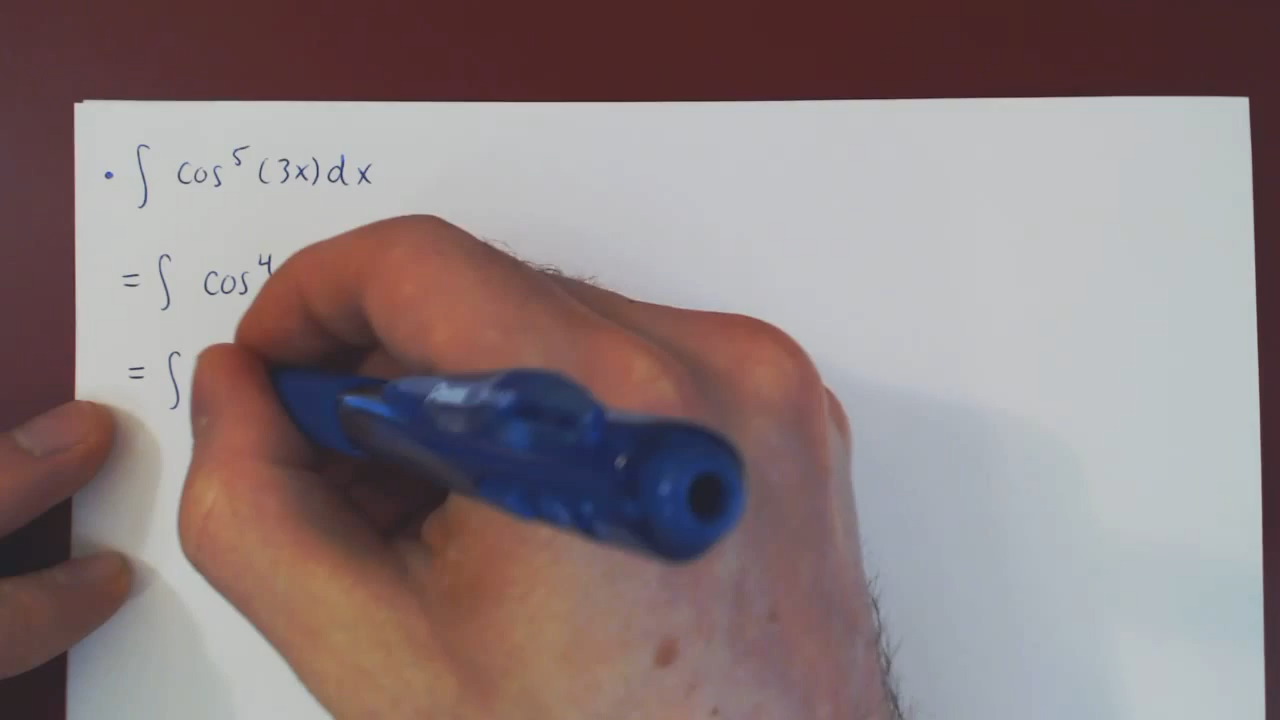 • ∫ cos⁵ (3x) dx
= ∫ cos⁴
= ∫